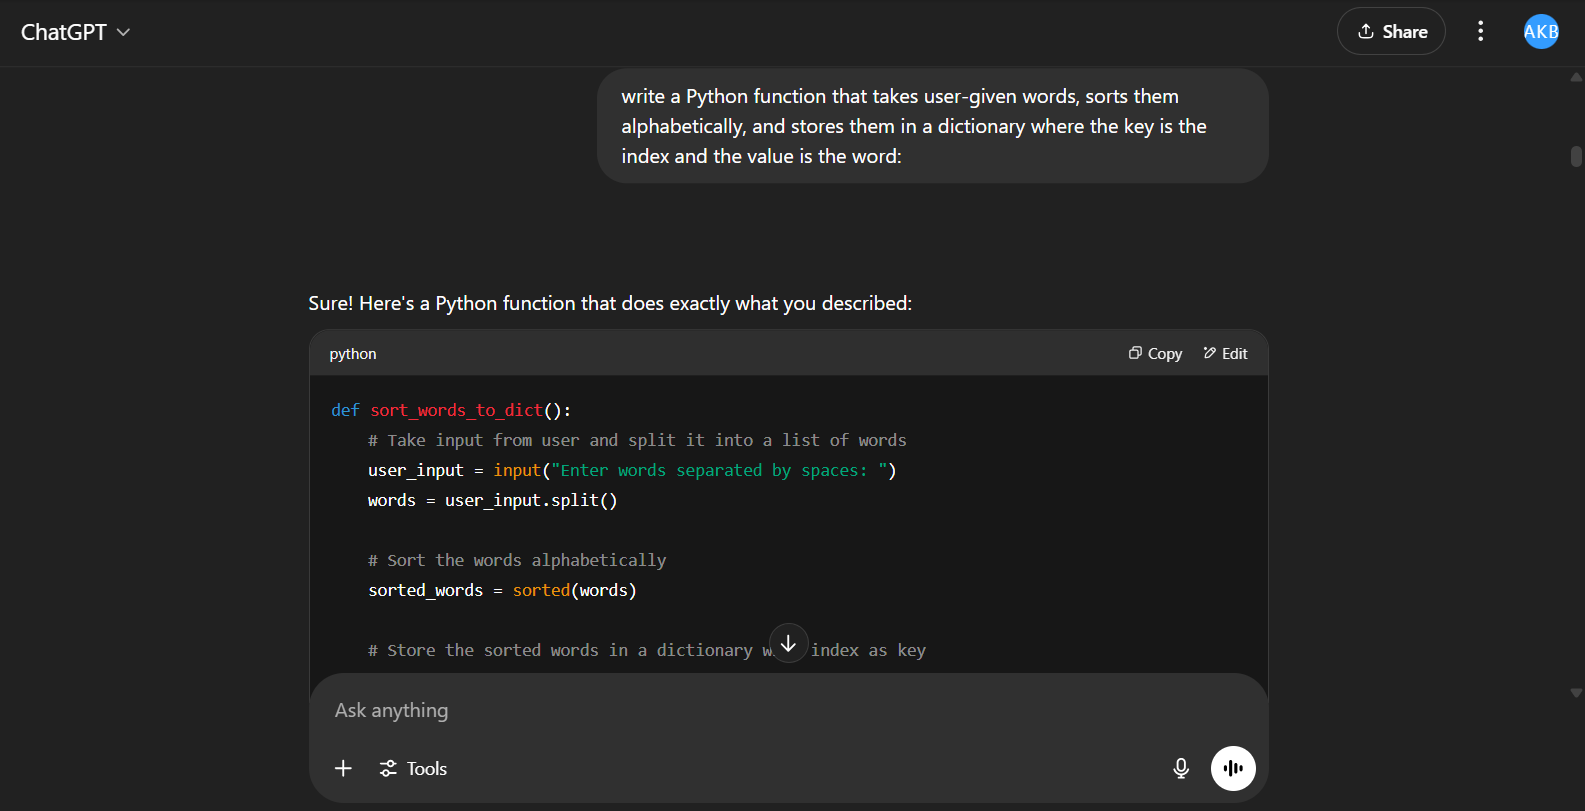 ChatGPT
Share
AKB
write a Python function that takes user-given words, sorts them
alphabetically, and stores them in a dictionary where the key is the
index and the value is the word:
Sure! Here's a Python function that does exactly what you described:
python
Copy
Edit
def sort_words_to_dict():
# Take input from user and split it into a list of words
user_input = input("Enter words separated by spaces: ")
words = user_input.split()
# Sort the words alphabetically
sorted_words = sorted(words)
# Store the sorted words in a dictionary index as key
Ask anything
Tools